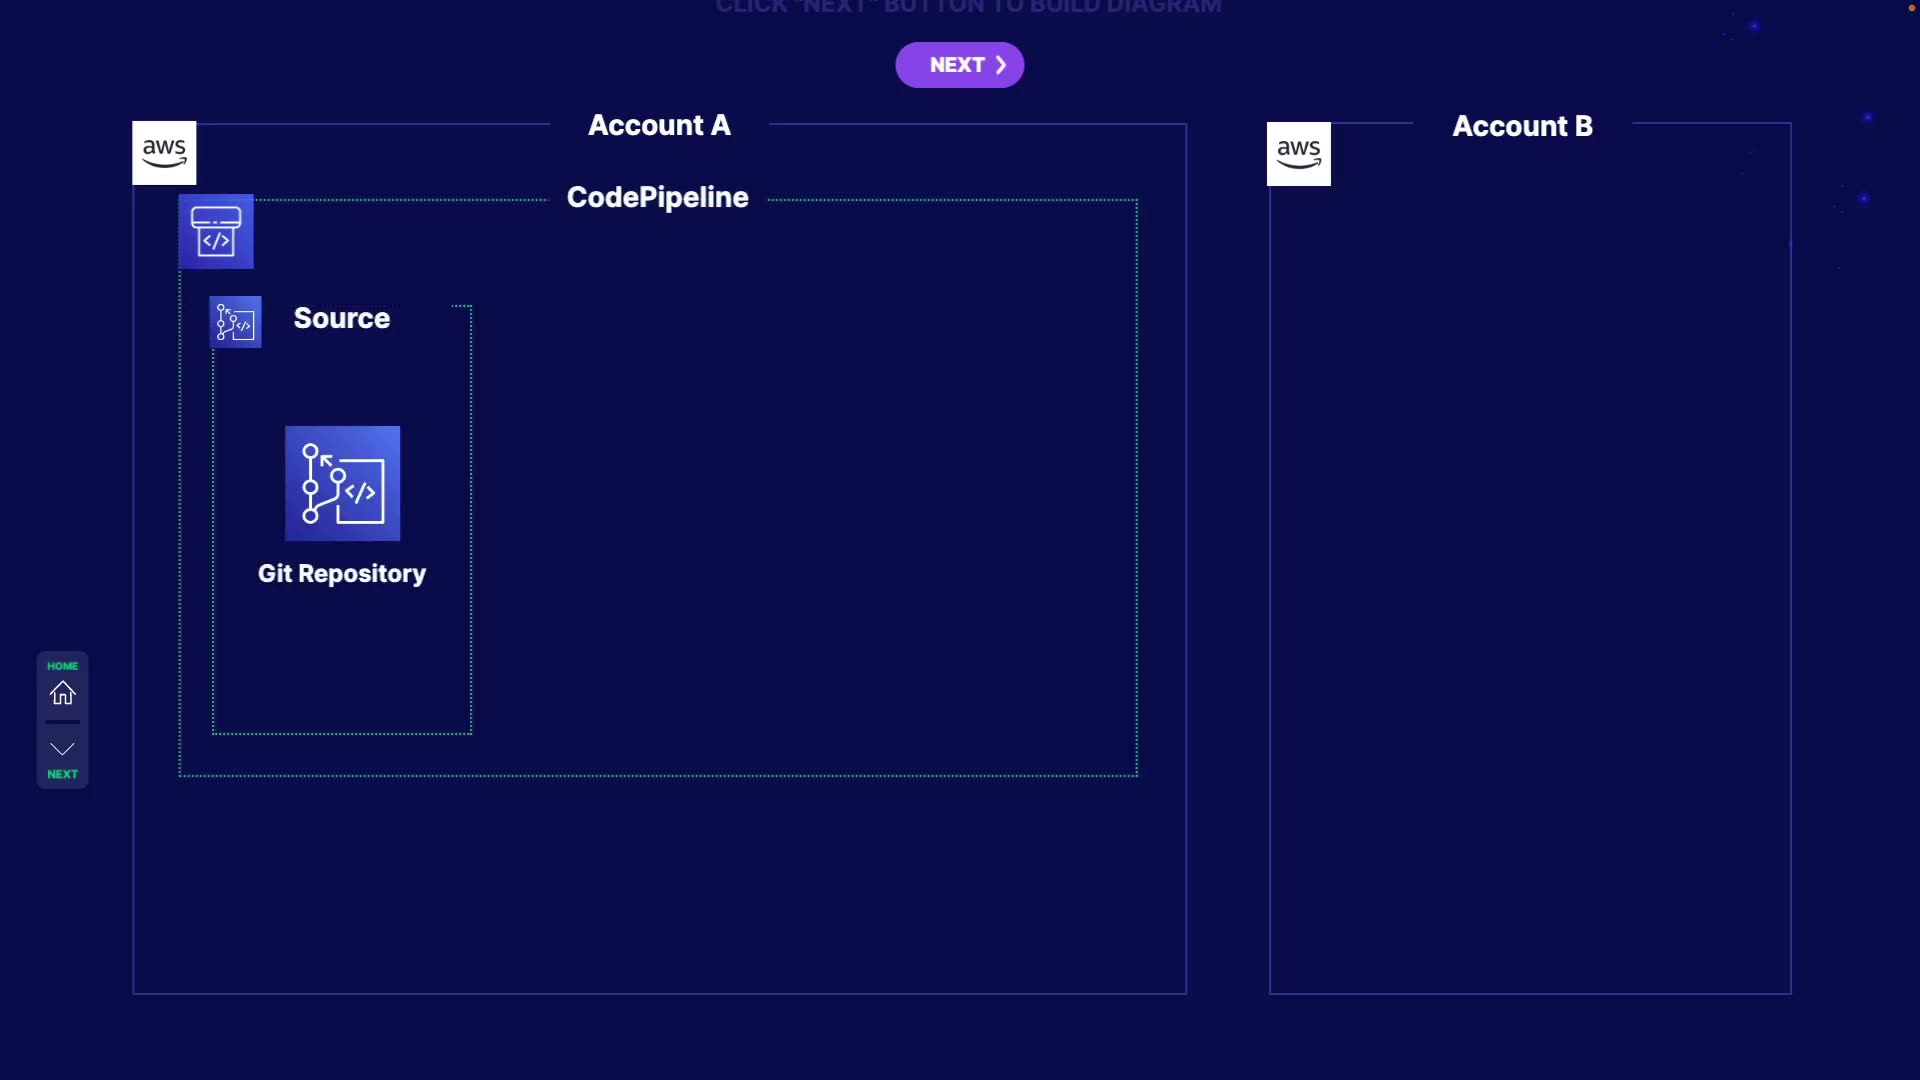 CLICK "NEXT" BUTTON TO BUILD DIAGRAM
NEXT
Account A
Account B
aws
aws
CodePipeline
</>
Source
</>
</>
Git Repository
HOME
NEXT